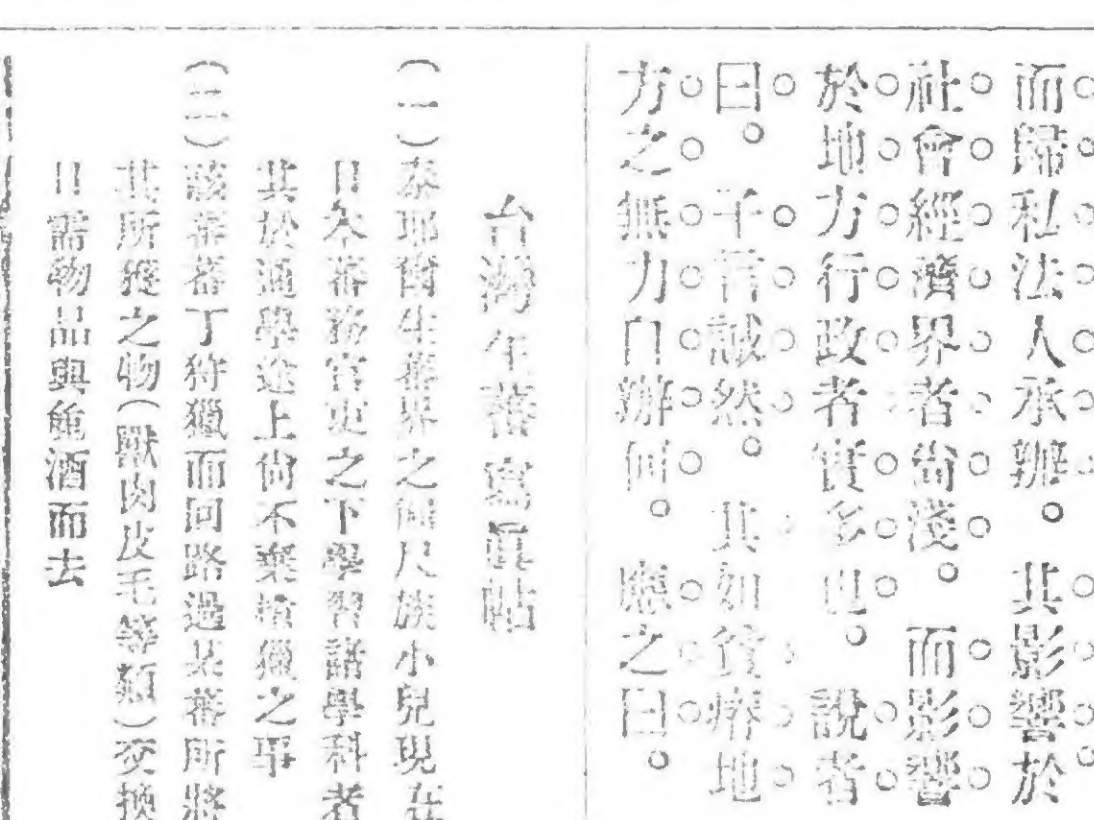 而歸私法人承辦。其影響於
社會經濟界者尙淺。而影響
於地方行政者實多也。說者
曰。子言誠然。其如貧瘠地
方之無力自辦何。應之曰。
台灣生蕃寫眞帖
(一)泰耶爾生蕃界之 尺族小兒現在
日本蕃務官吏之下學習諸學科者
其於通學途上尙不棄 獵之事
(二)該蕃蕃丁狩獵而回路過某蕃所將
其所獲之物(獸肉皮毛等類)交換
日需物品與 酒而去